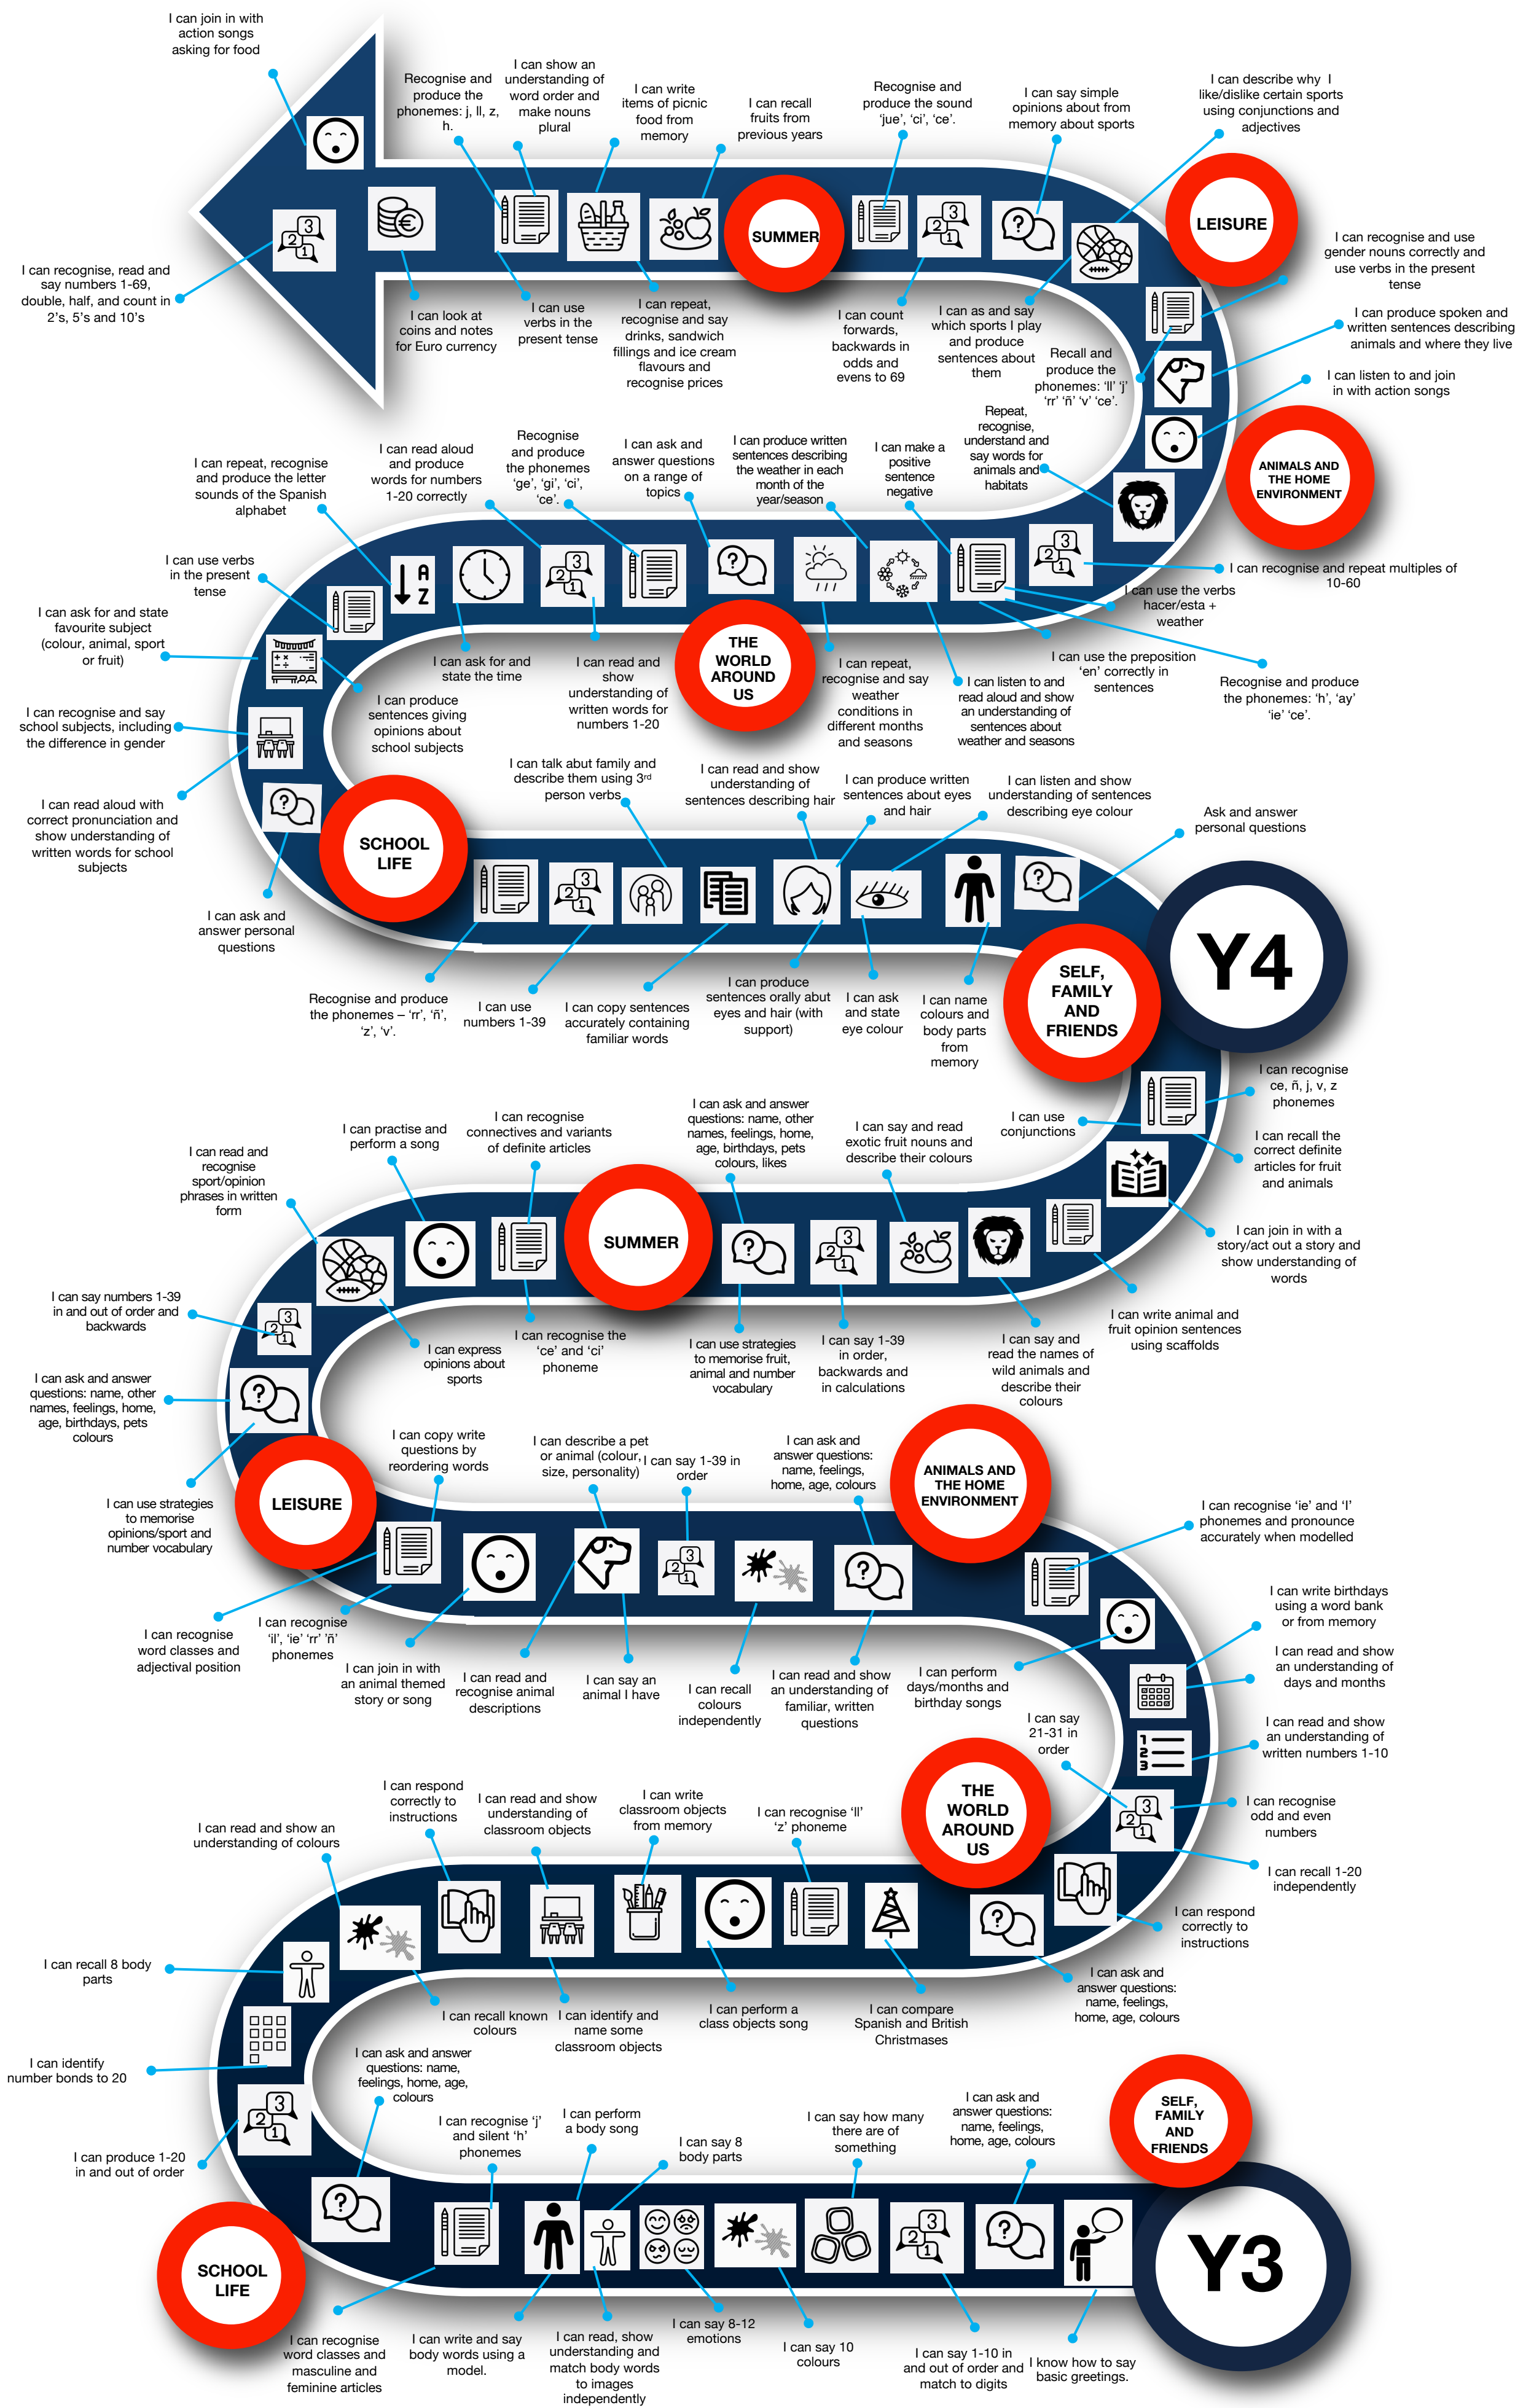 I can join in with
action songs
asking for food
Recognise and
produce the
phonemes: j, ll, z,
h.
I can show an
understanding of
word order and
make nouns
plural
I can write
items of picnic
food from
memory
I can recall
fruits from
previous years
Recognise and
produce the sound
‘jue’, ‘ci’, ‘ce’.
I can say simple
opinions about from
memory about sports
I can describe why I
like/dislike certain sports
using conjunctions and
adjectives
SUMMER
LEISURE
I can recognise, read and
say numbers 1-69,
double, half, and count in
2’s, 5’s and 10’s
I can look at
coins and notes
for Euro currency
I can use
verbs in the
present tense
I can repeat,
recognise and say
drinks, sandwich
fillings and ice cream
flavours and
recognise prices
I can count
forwards,
backwards in
odds and
evens to 69
I can as and say
which sports I play
and produce
sentences about
them
Recall and
produce the
phonemes: ‘ll’ ‘j’
‘rr’ ‘ñ’ ‘v’ ‘ce’.
I can recognise and use
gender nouns correctly and
use verbs in the present
tense
I can produce spoken and
written sentences describing
animals and where they live
I can listen to and join
in with action songs
ANIMALS AND
THE HOME
ENVIRONMENT
Repeat,
recognise,
understand and
say words for
animals and
habitats
I can make a
positive
sentence
negative
I can produce written
sentences describing
the weather in each
month of the
year/season
I can ask and
answer questions
on a range of
topics
Recognise
and produce
the phonemes
‘ge’, ‘gi’, ‘ci’,
‘ce’.
I can read aloud
and produce
words for numbers
1-20 correctly
I can repeat, recognise
and produce the letter
sounds of the Spanish
alphabet
I can use verbs
in the present
tense
I can ask for and state
favourite subject
(colour, animal, sport
or fruit)
I can recognise and say
school subjects, including
the difference in gender
I can read aloud with
correct pronunciation and
show understanding of
written words for school
subjects
I can ask and
answer personal
questions
A
Z
I can recognise and repeat multiples of
10-60
I can use the verbs
hacer/esta +
weather
I can use the preposition
‘en’ correctly in
sentences
Recognise and produce
the phonemes: ‘h’, ‘ay’
‘ie’ ‘ce’.
I can listen to and
read aloud and show
an understanding of
sentences about
weather and seasons
I can repeat,
recognise and say
weather
conditions in
different months
and seasons
THE
WORLD
AROUND
US
I can read and
show
understanding of
written words for
numbers 1-20
I can ask for and
state the time
I can produce
sentences giving
opinions about
school subjects
SCHOOL
LIFE
I can talk abut family and
describe them using 3rd
person verbs
I can read and show
understanding of
sentences describing hair
I can produce written
sentences about eyes
and hair
I can listen and show
understanding of sentences
describing eye colour
Ask and answer
personal questions
Y4
SELF,
FAMILY
AND
FRIENDS
Recognise and produce
the phonemes – ‘rr’, ‘ñ’,
‘z’, ‘v’.
I can use
numbers 1-39
I can copy sentences
accurately containing
familiar words
I can produce
sentences orally abut
eyes and hair (with
support)
I can ask
and state
eye colour
I can name
colours and
body parts
from
memory
I can recognise
ce, ñ, j, v, z
phonemes
I can use
conjunctions
I can recall the
correct definite
articles for fruit
and animals
I can join in with a
story/act out a story and
show understanding of
words
I can write animal and
fruit opinion sentences
using scaffolds
I can say and
read the names of
wild animals and
describe their
colours
I can say and read
exotic fruit nouns and
describe their colours
I can ask and answer
questions: name, other
names, feelings, home,
age, birthdays, pets
colours, likes
I can say 1-39
in order,
backwards and
in calculations
I can use strategies
to memorise fruit,
animal and number
vocabulary
SUMMER
I can recognise
connectives and variants
of definite articles
I can practise and
perform a song
I can read and
recognise
sport/opinion
phrases in written
form
I can recognise the
‘ce’ and ‘ci’
phoneme
I can express
opinions about
sports
I can say numbers 1-39
in and out of order and
backwards
I can ask and answer
questions: name, other
names, feelings, home,
age, birthdays, pets
colours
I can use strategies
to memorise
opinions/sport and
number vocabulary
LEISURE
I can copy write
questions by
reordering words
I can describe a pet
or animal (colour,
size, personality)
I can say 1-39 in
order
I can ask and
answer questions:
name, feelings,
home, age, colours
ANIMALS AND
THE HOME
ENVIRONMENT
I can recognise
word classes and
adjectival position
I can recognise
‘il’, ‘ie’ ‘rr’ ’ñ’
phonemes
I can join in with
an animal themed
story or song
I can read and
recognise animal
descriptions
I can say an
animal I have
I can recall
colours
independently
I can read and show
an understanding of
familiar, written
questions
I can recognise ‘ie’ and ‘l’
phonemes and pronounce
accurately when modelled
I can write birthdays
using a word bank
or from memory
I can perform
days/months and
birthday songs
I can read and show
an understanding of
days and months
I can read and show
an understanding of
written numbers 1-10
I can say
21-31 in
order
I can recognise
odd and even
numbers
I can recall 1-20
independently
I can respond
correctly to
instructions
I can ask and
answer questions:
name, feelings,
home, age, colours
THE
WORLD
AROUND
US
I can recognise ‘ll’
‘z’ phoneme
I can write
classroom objects
from memory
I can read and show
understanding of
classroom objects
I can respond
correctly to
instructions
I can read and show an
understanding of colours
I can compare
Spanish and British
Christmases
I can perform a
class objects song
I can identify and
name some
classroom objects
I can recall known
colours
I can recall 8 body
parts
I can identify
number bonds to 20
I can produce 1-20
in and out of order
I can ask and answer
questions: name,
feelings, home, age,
colours
SCHOOL
LIFE
I can recognise ‘j’
and silent ‘h’
phonemes
I can perform
a body song
I can say 8
body parts
I can say how many
there are of
something
I can ask and
answer questions:
name, feelings,
home, age, colours
SELF,
FAMILY
AND
FRIENDS
Y3
I can recognise
word classes and
masculine and
feminine articles
I can write and say
body words using a
model.
I can read, show
understanding and
match body words
to images
independently
I can say 8-12
emotions
I can say 10
colours
I can say 1-10 in
and out of order and
match to digits
I know how to say
basic greetings.